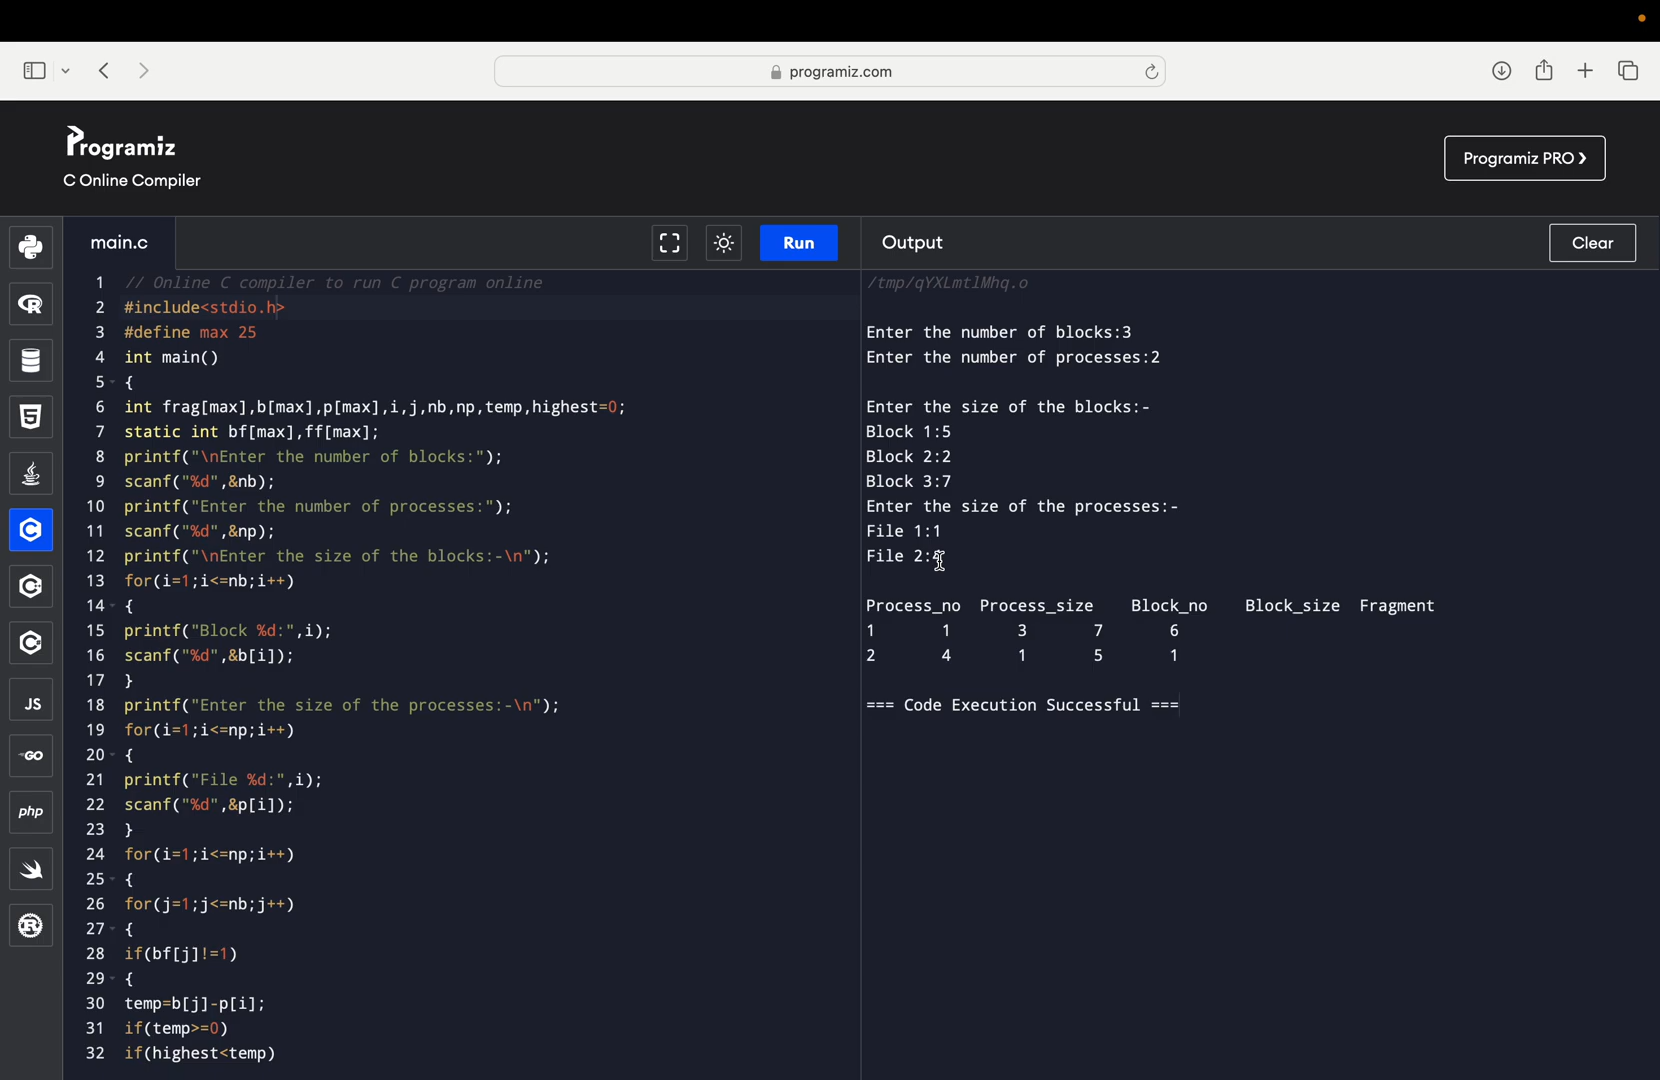 programiz.com
Programiz
C Online Compiler
Programiz PRO ❯
main.c
Run
Output
Clear
1 // Online C compiler to run C program online
2 #include<stdio.h>
3 #define max 25
4 int main()
5 {
6 int frag[max],b[max],p[max],i,j,nb,np,temp,highest=0;
7 static int bf[max],ff[max];
8 printf("\nEnter the number of blocks:");
9 scanf("%d",&nb);
10 printf("Enter the number of processes:");
11 scanf("%d",&np);
12 printf("\nEnter the size of the blocks:-\n");
13 for(i=1;i<=nb;i++)
14 {
15 printf("Block %d:",i);
16 scanf("%d",&b[i]);
17 }
18 printf("Enter the size of the processes:-\n");
19 for(i=1;i<=np;i++)
20 {
21 printf("File %d:",i);
22 scanf("%d",&p[i]);
23 }
24 for(i=1;i<=np;i++)
25 {
26 for(j=1;j<=nb;j++)
27 {
28 if(bf[j]!=1)
29 {
30 temp=b[j]-p[i];
31 if(temp>=0)
32 if(highest<temp)
/tmp/qYXLmtlMhq.o
Enter the number of blocks:3
Enter the number of processes:2
Enter the size of the blocks:-
Block 1:5
Block 2:2
Block 3:7
Enter the size of the processes:-
File 1:1
File 2:4
Process_no Process_size Block_no Block_size Fragment
1 1 3 7 6
2 4 1 5 1
=== Code Execution Successful ===
JS
GO
php